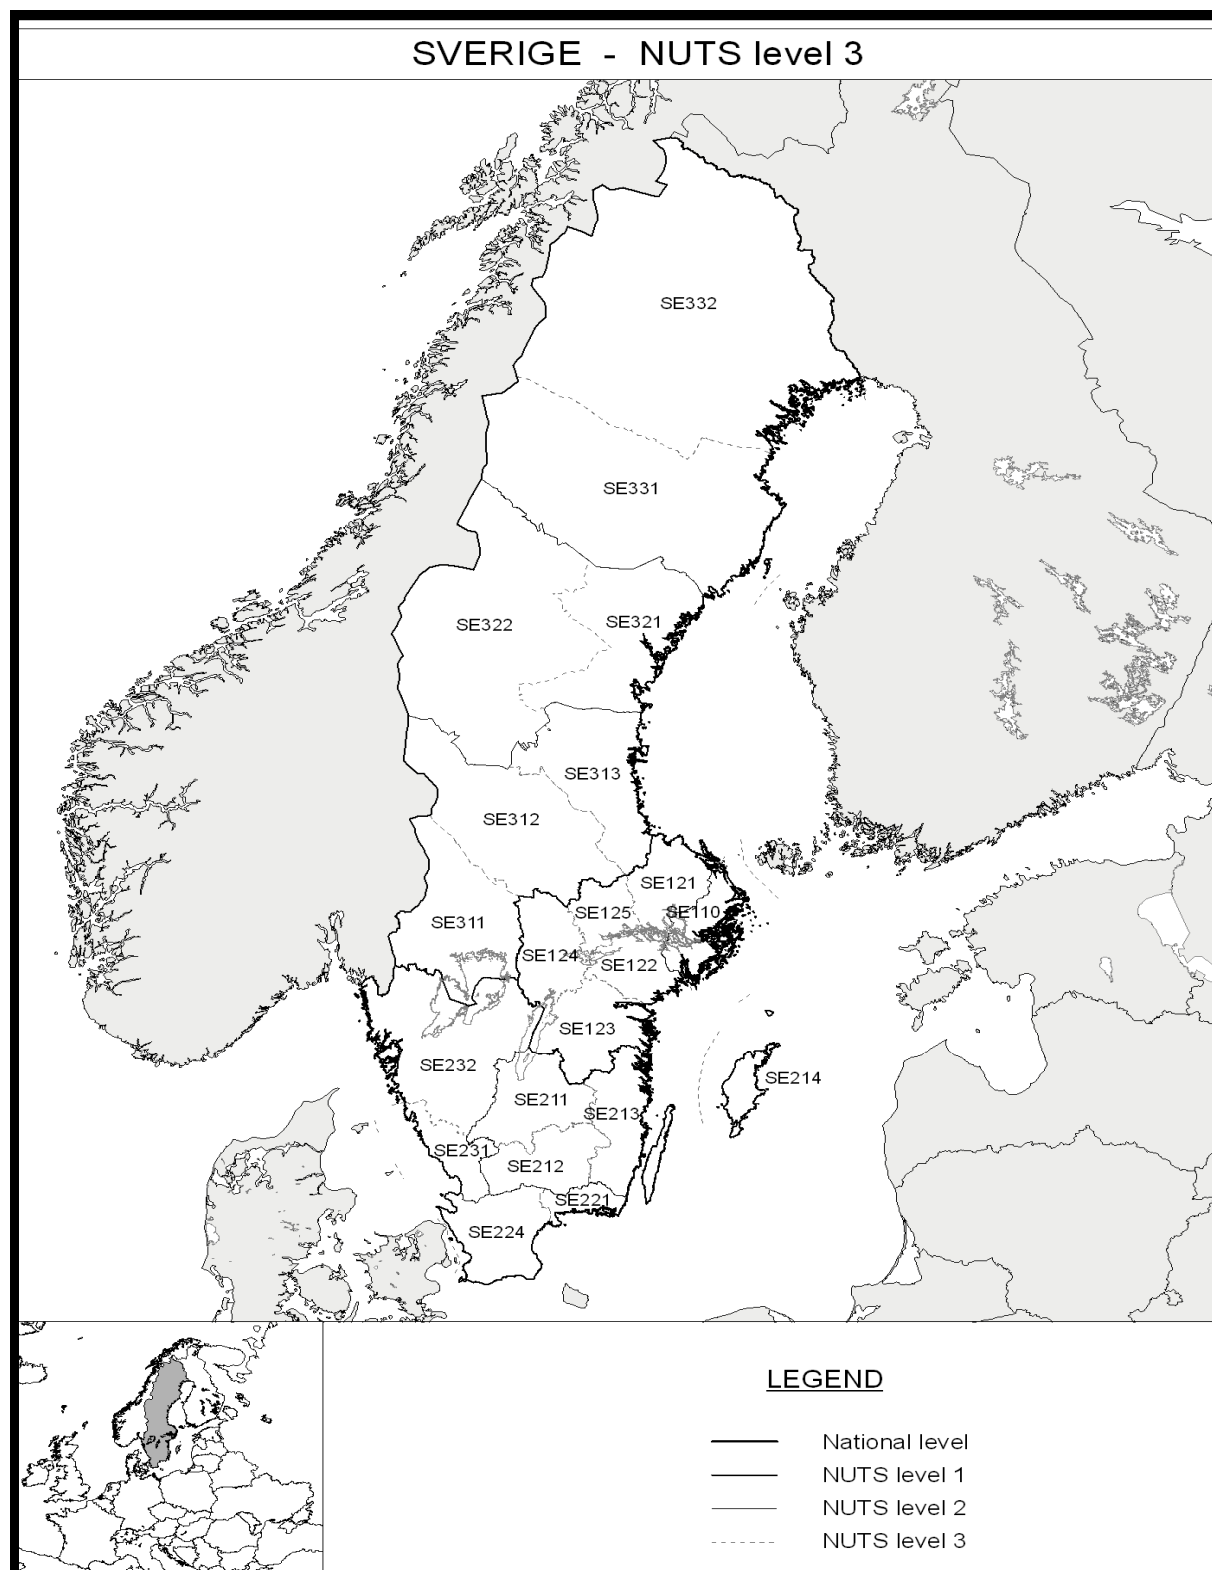 SVERIGE - NUTS level 3
SE332
SE331
SE322
SE321
SE313
SE312
SE121
SE125
SE110
SE311
SE124
SE122
SE123
SE232
SE214
SE211
SE213
SE231
SE212
SE221
SE224
LEGEND
National level
NUTS level 1
NUTS level 2
NUTS level 3